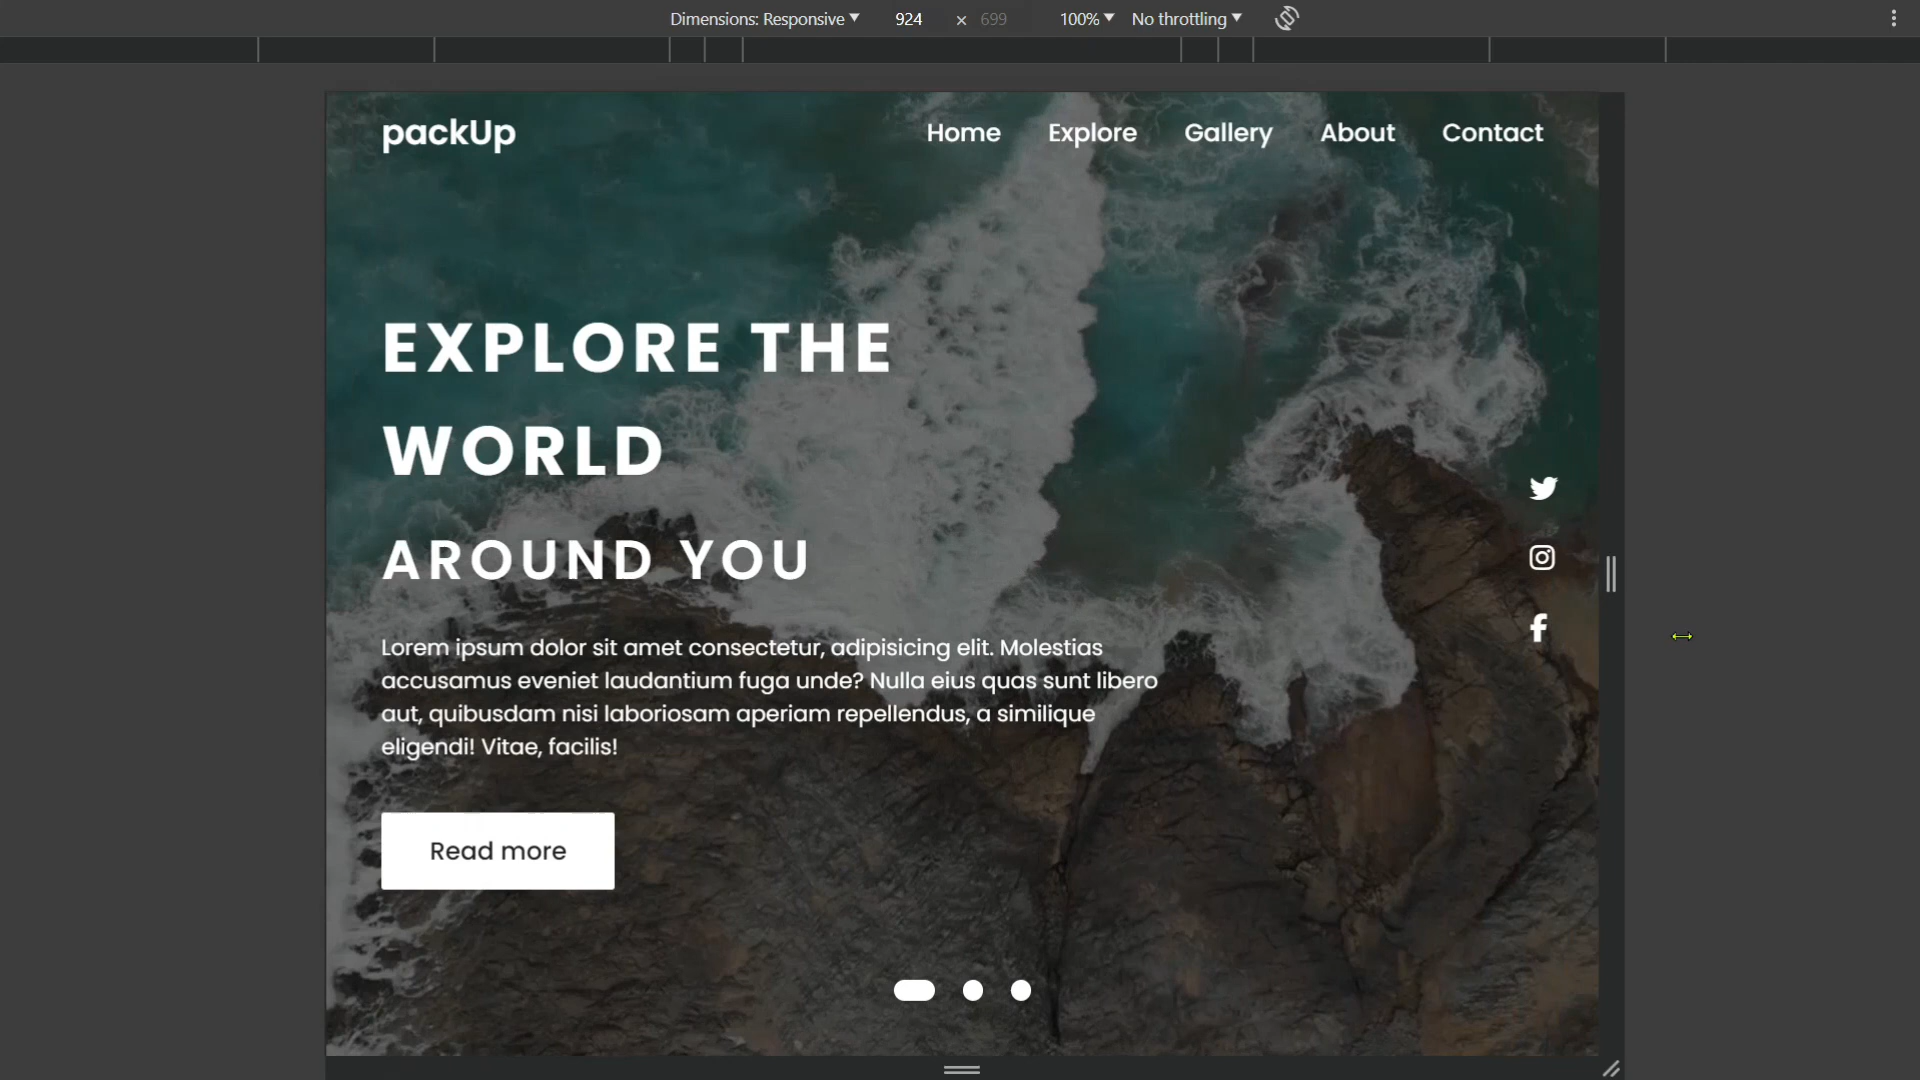 Dimensions: Responsive 924 × 699 100% No throttling
packUp Home Explore Gallery About Contact
EXPLORE THE
WORLD
AROUND YOU
Lorem ipsum dolor sit amet consectetur, adipisicing elit. Molestias
accusamus eveniet laudantium fuga unde? Nulla eius quas sunt libero
aut, quibusdam nisi laboriosam aperiam repellendus, a similique
eligendi! Vitae, facilis!
Read more